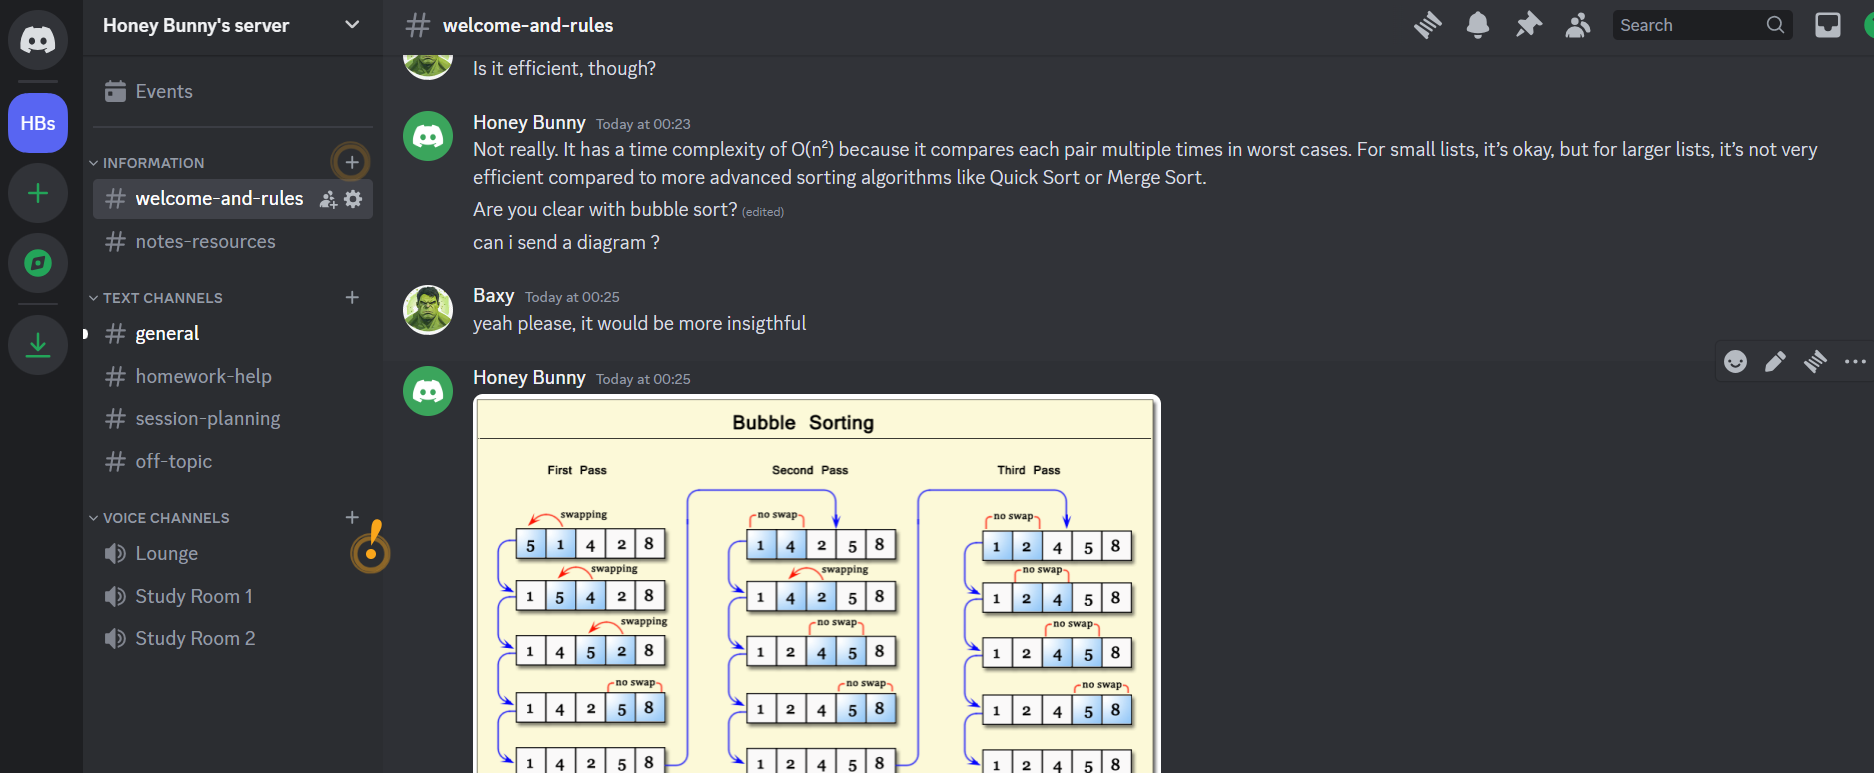 Honey Bunny's server
HBs
Events
INFORMATION
welcome-and-rules
notes-resources
TEXT CHANNELS
general
homework-help
session-planning
off-topic
VOICE CHANNELS
Lounge
Study Room 1
Study Room 2
# welcome-and-rules
Search
Is it efficient, though?
Honey Bunny Today at 00:23
Not really. It has a time complexity of O(n²) because it compares each pair multiple times in worst cases. For small lists, it’s okay, but for larger lists, it’s not very
efficient compared to more advanced sorting algorithms like Quick Sort or Merge Sort.
Are you clear with bubble sort? (edited)
can i send a diagram ?
Baxy Today at 00:25
yeah please, it would be more insigthful
Honey Bunny Today at 00:25
Bubble Sorting
First Pass
swapping
5 1 4 2 8
swapping
1 5 4 2 8
swapping
1 4 5 2 8
no swap
1 4 2 5 8
1 4 2 5 8
Second Pass
no swap
1 4 2 5 8
swapping
1 4 2 5 8
no swap
1 2 4 5 8
no swap
1 2 4 5 8
1 2 4 5 8
Third Pass
no swap
1 2 4 5 8
no swap
1 2 4 5 8
no swap
1 2 4 5 8
no swap
1 2 4 5 8
1 2 4 5 8